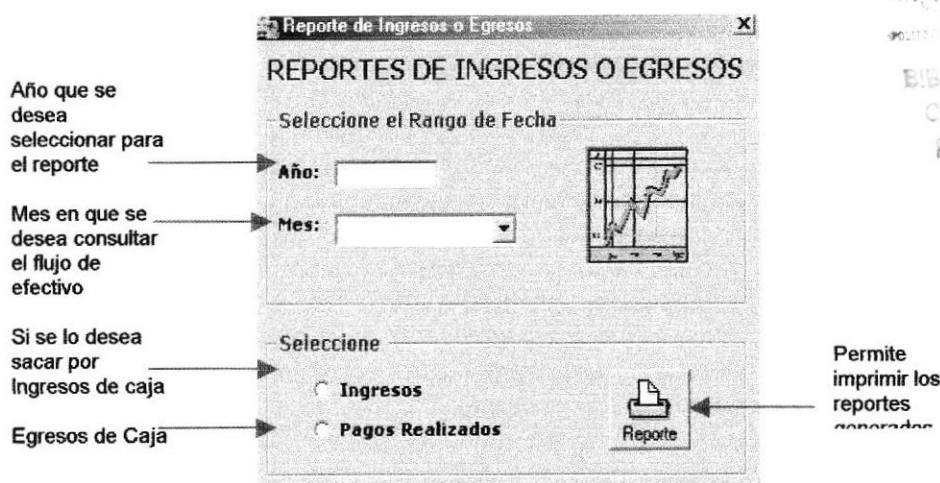 Reporte de Ingresos o Egresos
REPORTES DE INGRESOS O EGRESOS
Seleccione el Rango de Fecha
Año:
Mes:
Seleccione
Ingresos
Pagos Realizados
Reporte
Año que se
desea
seleccionar para
el reporte
Mes en que se
desea consultar
el flujo de
efectivo
Si se lo desea
sacar por
Ingresos de caja
Egresos de Caja
Permite
imprimir los
reportes
generados